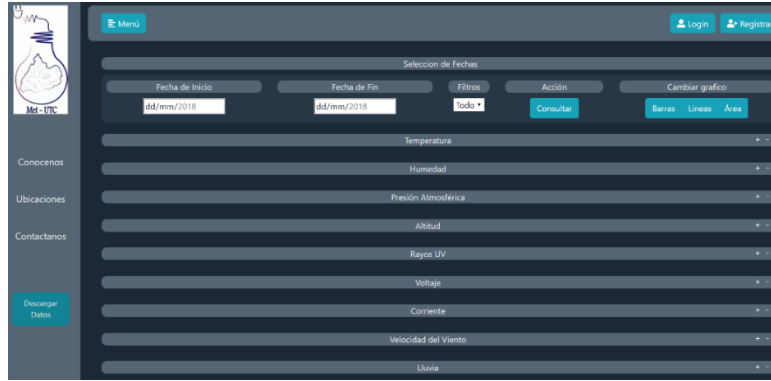 Met - UTC
Conocenos
Ubicaciones
Contactanos
Descargar
Datos
Menú
Login
Registrar
Seleccion de Fechas
Fecha de Inicio
Fecha de Fin
Filtros
Acción
Cambiar grafico
dd/mm/2018
dd/mm/2018
Todo
Consultar
Barras Lineas Área
Temperatura + -
Humedad + -
Presión Atmosférica + -
Altitud + -
Rayos UV + -
Voltaje + -
Corriente + -
Velocidad del Viento + -
Lluvia + -